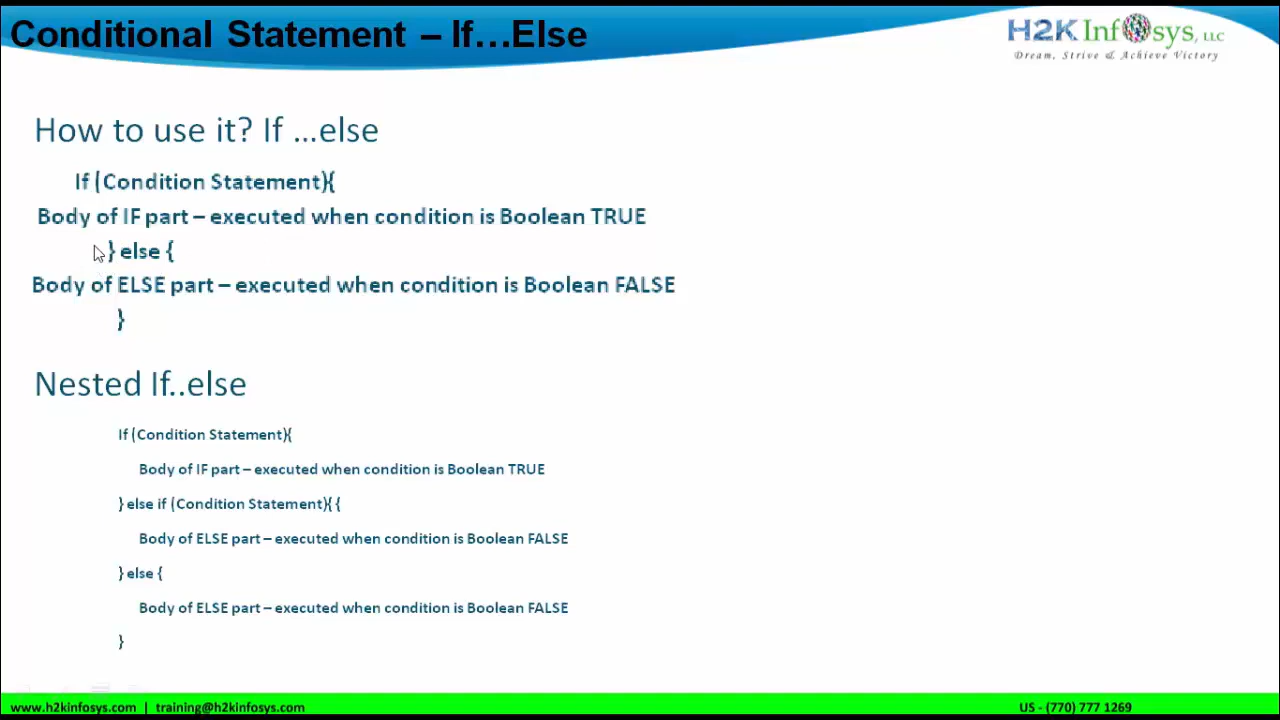 Conditional Statement – If...Else
H2K Infosys, LLC
Dream, Strive & Achieve Victory
How to use it? If ...else
If (Condition Statement){
Body of IF part – executed when condition is Boolean TRUE
} else {
Body of ELSE part – executed when condition is Boolean FALSE
}
Nested If..else
If (Condition Statement){
Body of IF part – executed when condition is Boolean TRUE
} else if (Condition Statement){ {
Body of ELSE part – executed when condition is Boolean FALSE
} else {
Body of ELSE part – executed when condition is Boolean FALSE
}
www.h2kinfosys.com | training@h2kinfosys.com
US - (770) 777 1269